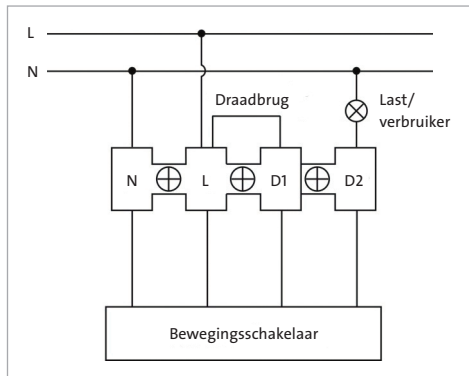 L
N
Draadbrug
Last/
verbruiker
N
L
D1
D2
Bewegingsschakelaar